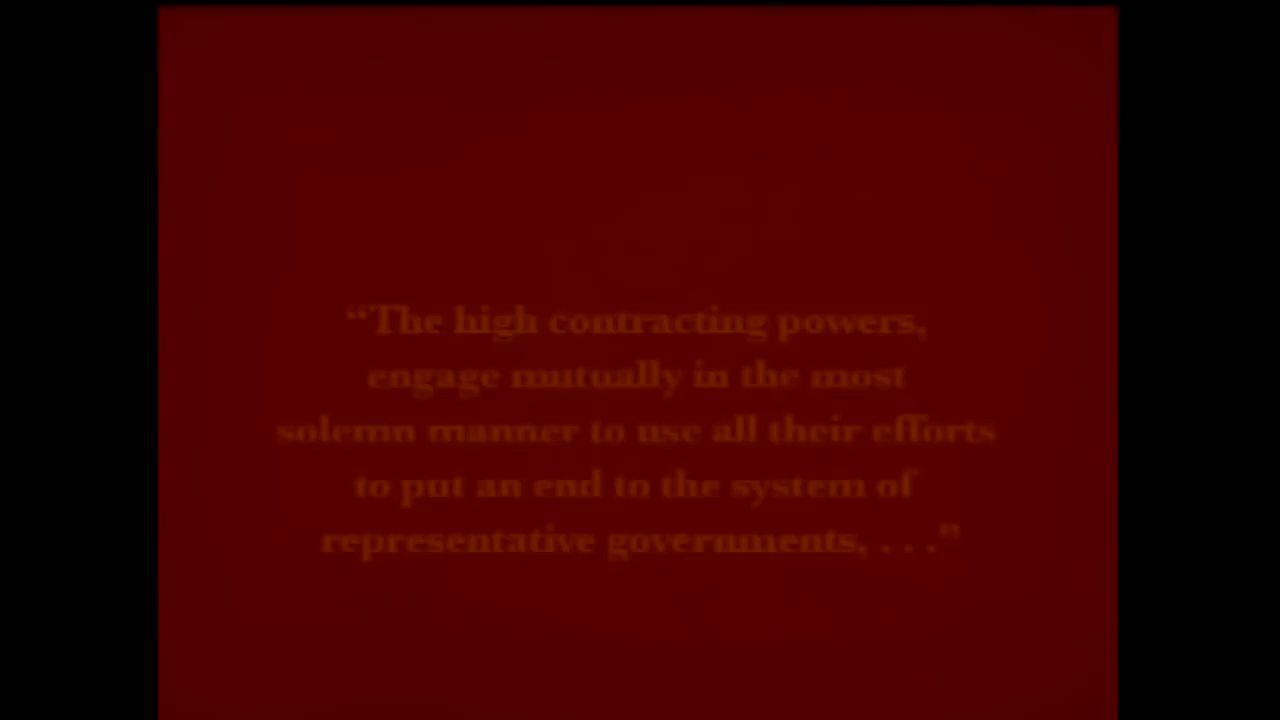 “The high contracting powers,
engage mutually in the most
solemn manner to use all their efforts
to put an end to the system of
representative governments, . . .”